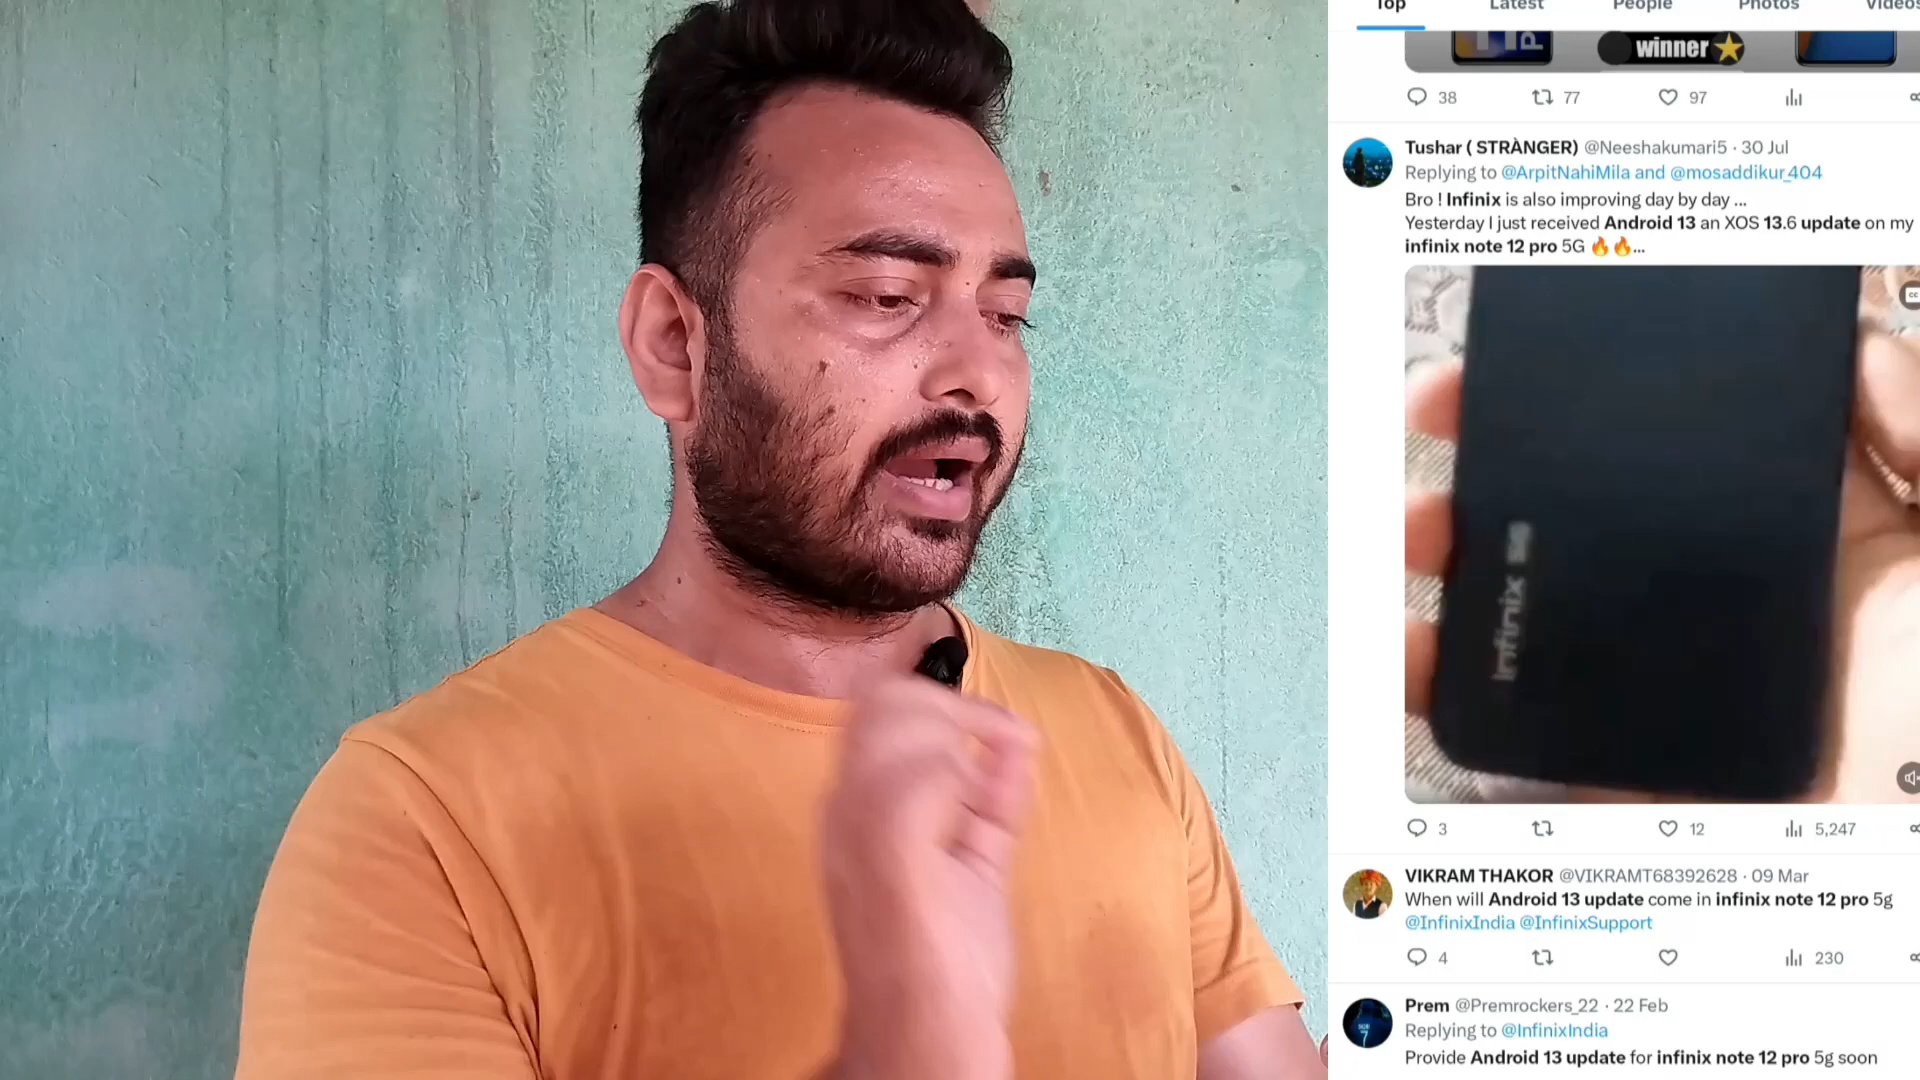 Top Latest People Photos Videos
winner
38 77 97
Tushar ( STRÀNGER) @Neeshakumari5 · 30 Jul
Replying to @ArpitNahiMila and @mosaddikur_404
Bro ! Infinix is also improving day by day ...
Yesterday I just received Android 13 an XOS 13.6 update on my
infinix note 12 pro 5G 🔥🔥...
CC
Infinix 5G
3 12 5,247
VIKRAM THAKOR @VIKRAMT68392628 · 09 Mar
When will Android 13 update come in infinix note 12 pro 5g
@InfinixIndia @InfinixSupport
4 230
Prem @Premrockers_22 · 22 Feb
Replying to @InfinixIndia
Provide Android 13 update for infinix note 12 pro 5g soon